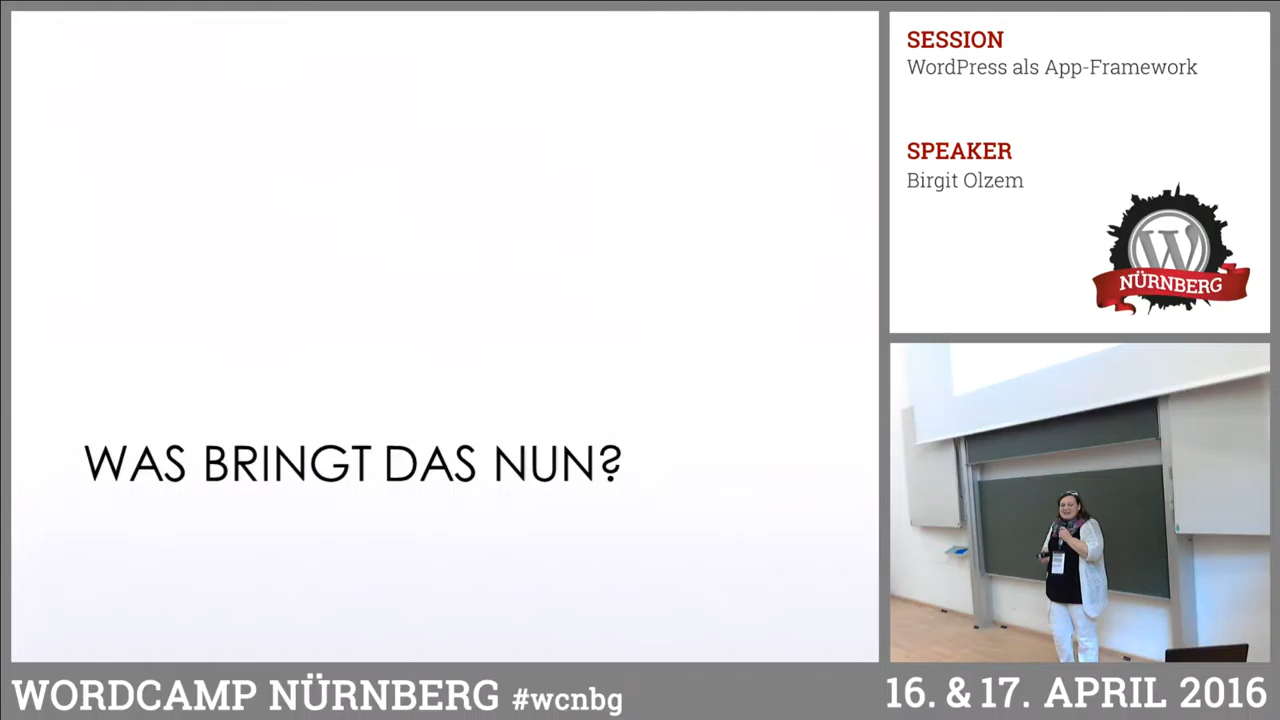 WAS BRINGT DAS NUN?
SESSION
WordPress als App-Framework
SPEAKER
Birgit Olzem
W
NÜRNBERG
WORDCAMP NÜRNBERG #wcnbg
16. & 17. APRIL 2016